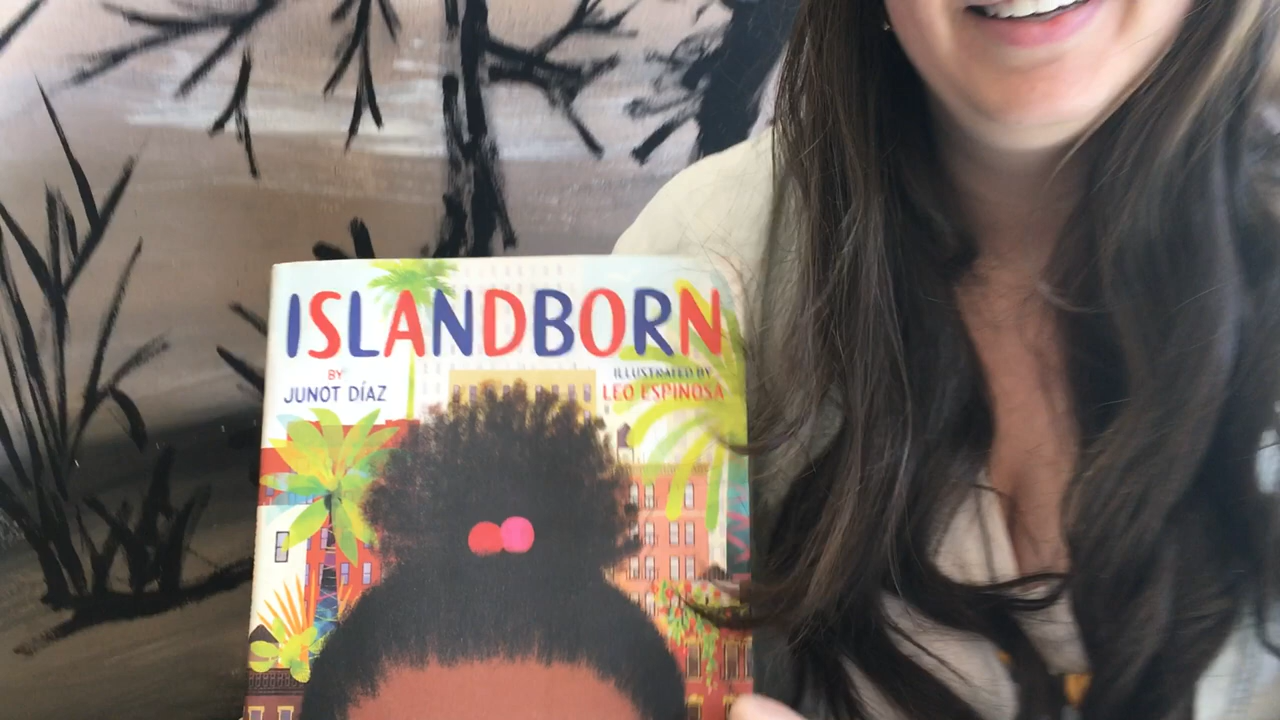 ISLANDBORN
BY
JUNOT DÍAZ
ILLUSTRATED BY
LEO ESPINOSA